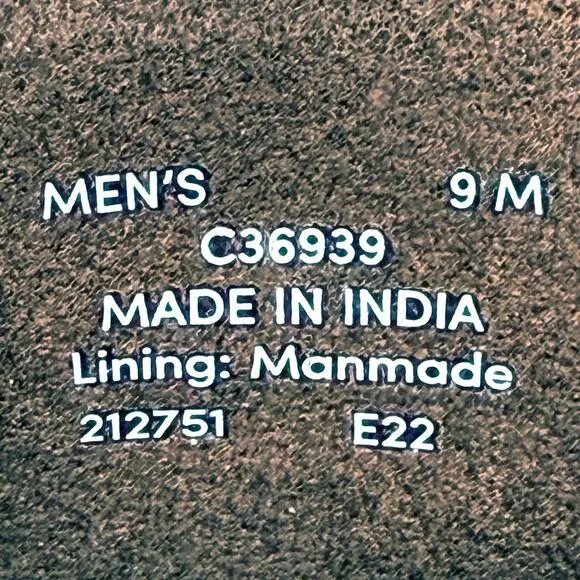 MEN'S 9 M
C36939
MADE IN INDIA
Lining: Manmade
212751 E22